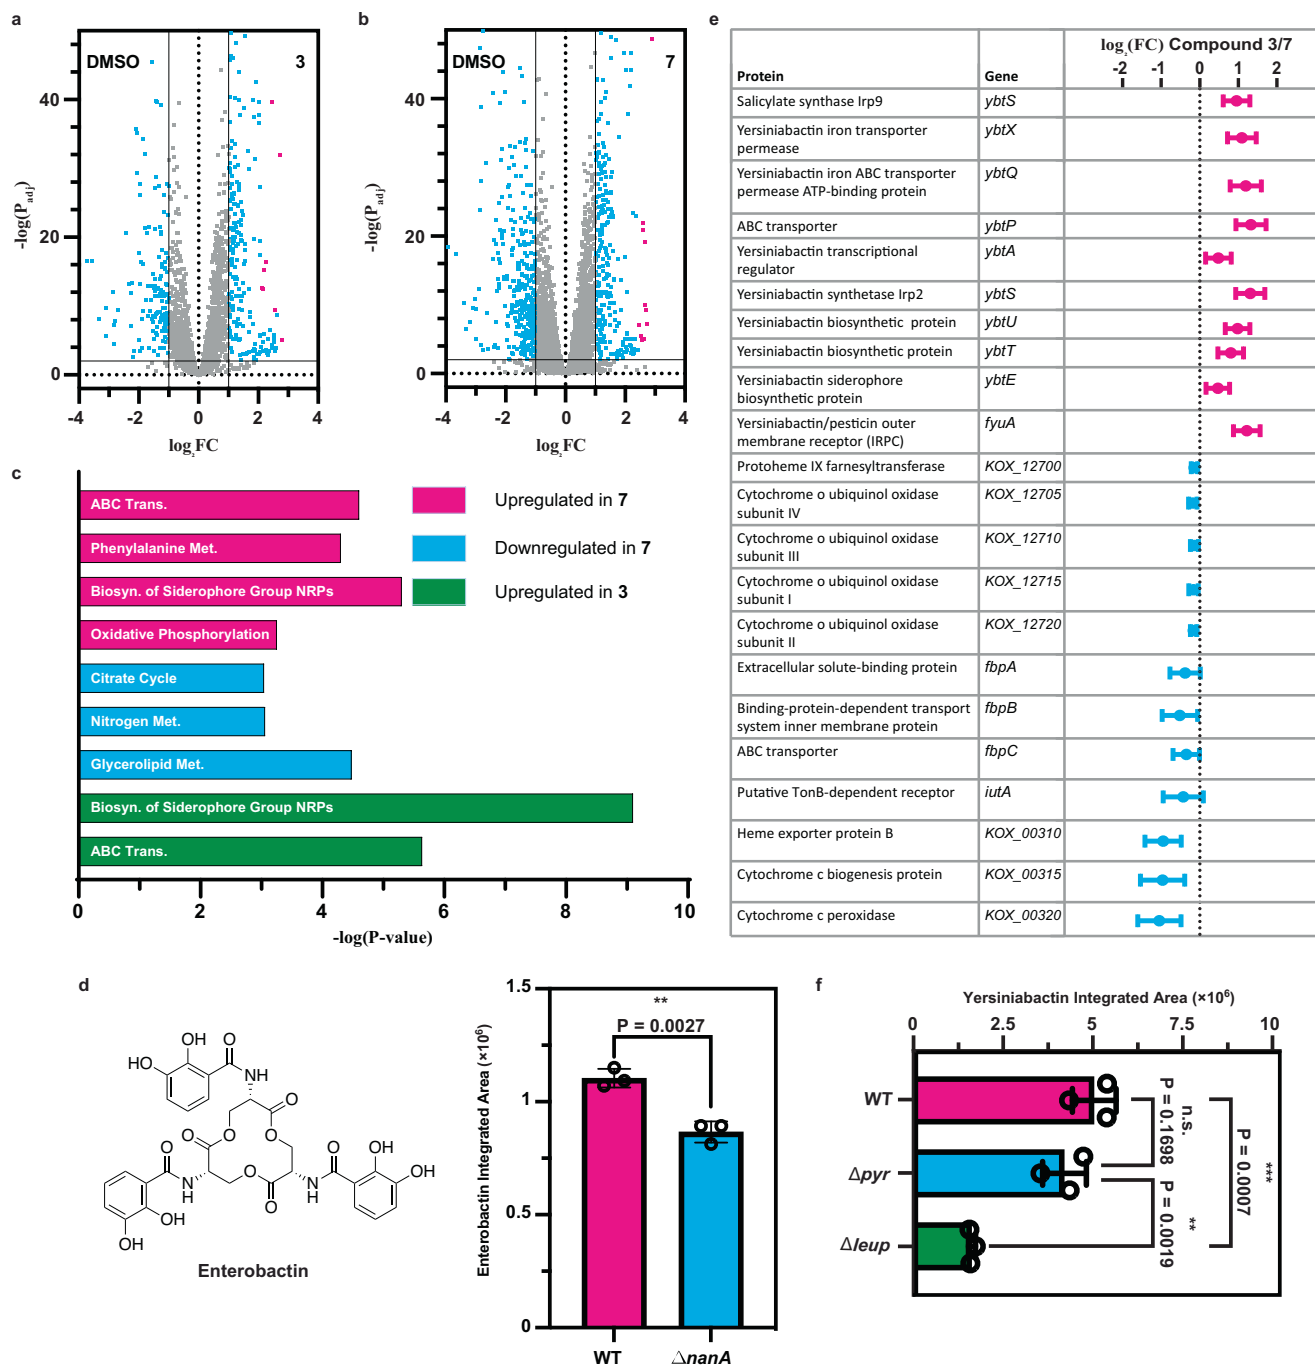 a
DMSO
3
40
20
0
-4
-2
0
2
4
-log(Padj)
log2FC
b
DMSO
7
40
20
0
-4
-2
0
2
4
-log(Padj)
log2FC
c
ABC Trans.
Phenylalanine Met.
Biosyn. of Siderophore Group NRPs
Oxidative Phosphorylation
Citrate Cycle
Nitrogen Met.
Glycerolipid Met.
Biosyn. of Siderophore Group NRPs
ABC Trans.
Upregulated in 7
Downregulated in 7
Upregulated in 3
0
2
4
6
8
10
-log(P-value)
d
OH
HO
O
NH
O
O
O
O
O
O
O
O
NH
OH
OH
O
N
H
O
OH
OH
Enterobactin
Enterobactin Integrated Area (×10⁶)
1.5
1
0.5
0
**
P = 0.0027
WT
ΔnanA
e
log2(FC) Compound 3/7
Protein
Gene
-2
-1
0
1
2
Salicylate synthase Irp9
ybtS
Yersiniabactin iron transporter
permease
ybtX
Yersiniabactin iron ABC transporter
permease ATP-binding protein
ybtQ
ABC transporter
ybtP
Yersiniabactin transcriptional
regulator
ybtA
Yersiniabactin synthetase Irp2
ybtS
Yersiniabactin biosynthetic protein
ybtU
Yersiniabactin biosynthetic protein
ybtT
Yersiniabactin siderophore
biosynthetic protein
ybtE
Yersiniabactin/pesticin outer
membrane receptor (IRPC)
fyuA
Protoheme IX farnesyltransferase
KOX_12700
Cytochrome o ubiquinol oxidase
subunit IV
KOX_12705
Cytochrome o ubiquinol oxidase
subunit III
KOX_12710
Cytochrome o ubiquinol oxidase
subunit I
KOX_12715
Cytochrome o ubiquinol oxidase
subunit II
KOX_12720
Extracellular solute-binding protein
fbpA
Binding-protein-dependent transport
system inner membrane protein
fbpB
ABC transporter
fbpC
Putative TonB-dependent receptor
iutA
Heme exporter protein B
KOX_00310
Cytochrome c biogenesis protein
KOX_00315
Cytochrome c peroxidase
KOX_00320
f
Yersiniabactin Integrated Area (×10⁶)
0
2.5
5
7.5
10
WT
Δpyr
Δleup
n.s.
P = 0.1698
**
P = 0.0019
***
P = 0.0007